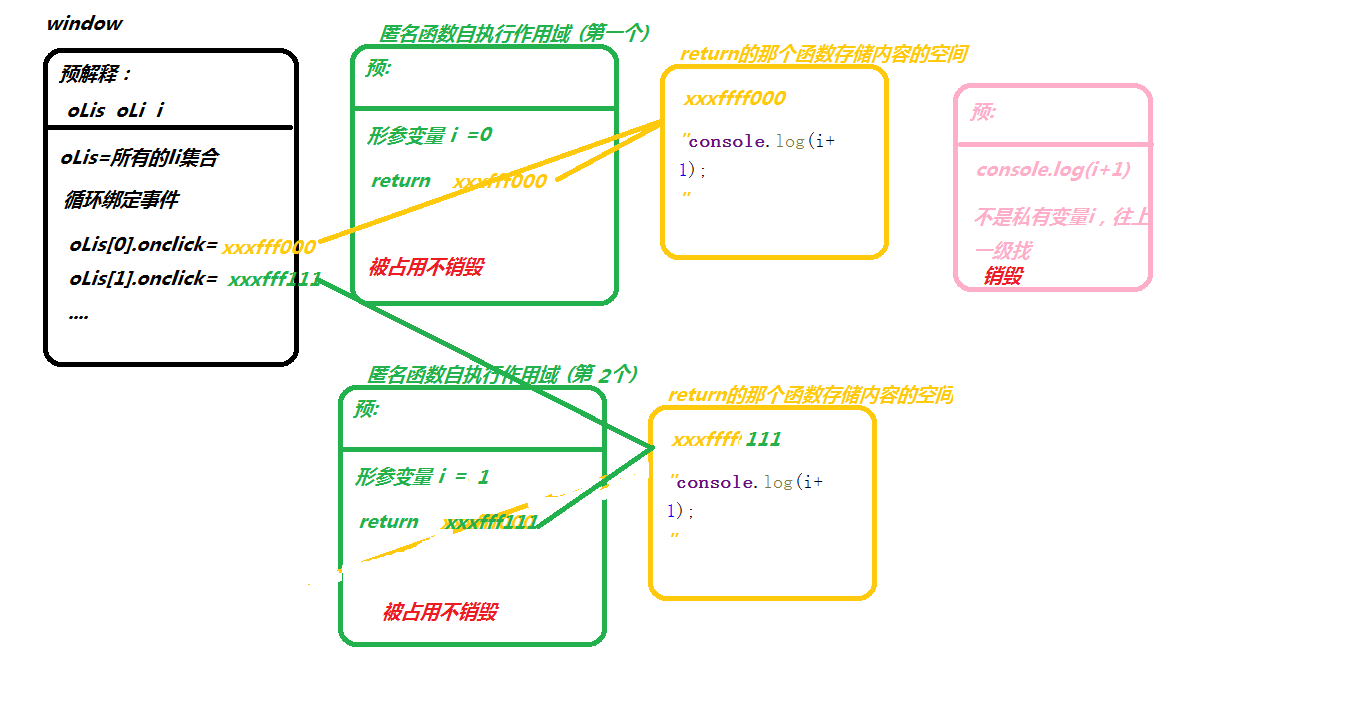 window
预解释：
oLis oLi i
oLis=所有的li集合
循环绑定事件
oLis[0].onclick= xxxfff000
oLis[1].onclick= xxxfff111
....
匿名函数自执行作用域 (第一个)
预:
形参变量 i =0
return xxxfff000
被占用不销毁
return的那个函数存储内容的空间
xxxffff000
"console.log(i+
1);
"
预:
console.log(i+1)
不是私有变量i，往上
一级找
销毁
匿名函数自执行作用域 (第 2个)
预:
形参变量 i = 1
return xxxfff111
被占用不销毁
return的那个函数存储内容的空间
xxxffff 111
"console.log(i+
1);
"